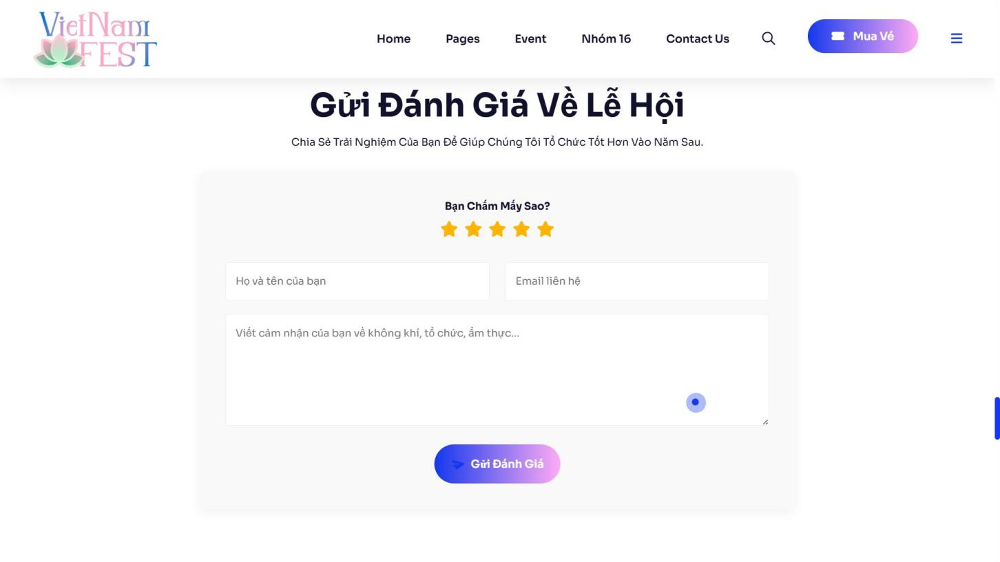 VietNam
FEST
Home Pages Event Nhóm 16 Contact Us Mua Vé
Gửi Đánh Giá Về Lễ Hội
Chia Sẻ Trải Nghiệm Của Bạn Để Giúp Chúng Tôi Tổ Chức Tốt Hơn Vào Năm Sau.
Bạn Chấm Mấy Sao?
Họ và tên của bạn Email liên hệ
Viết cảm nhận của bạn về không khí, tổ chức, ẩm thực...
Gửi Đánh Giá